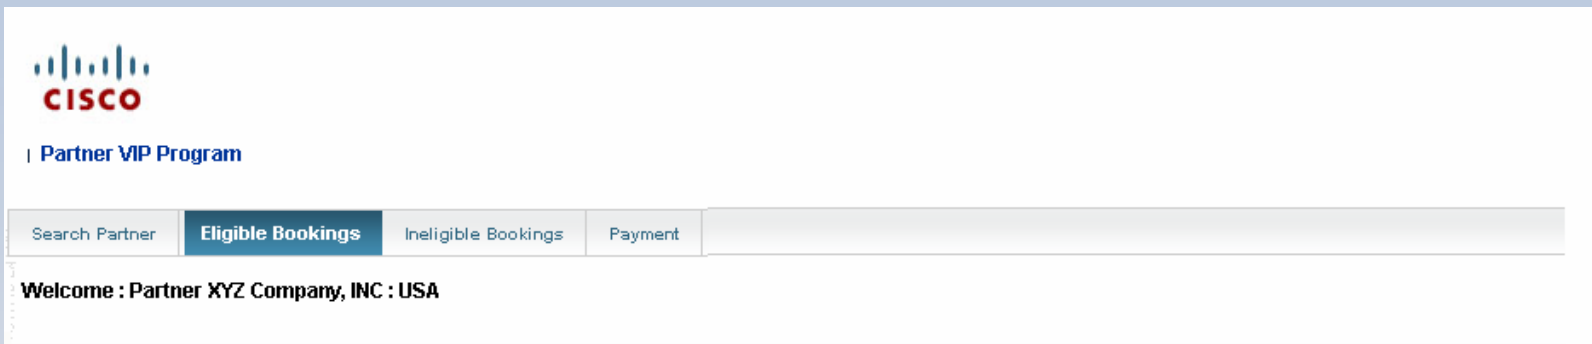 CISCO
| Partner VIP Program
Search Partner Eligible Bookings Ineligible Bookings Payment
Welcome : Partner XYZ Company, INC : USA